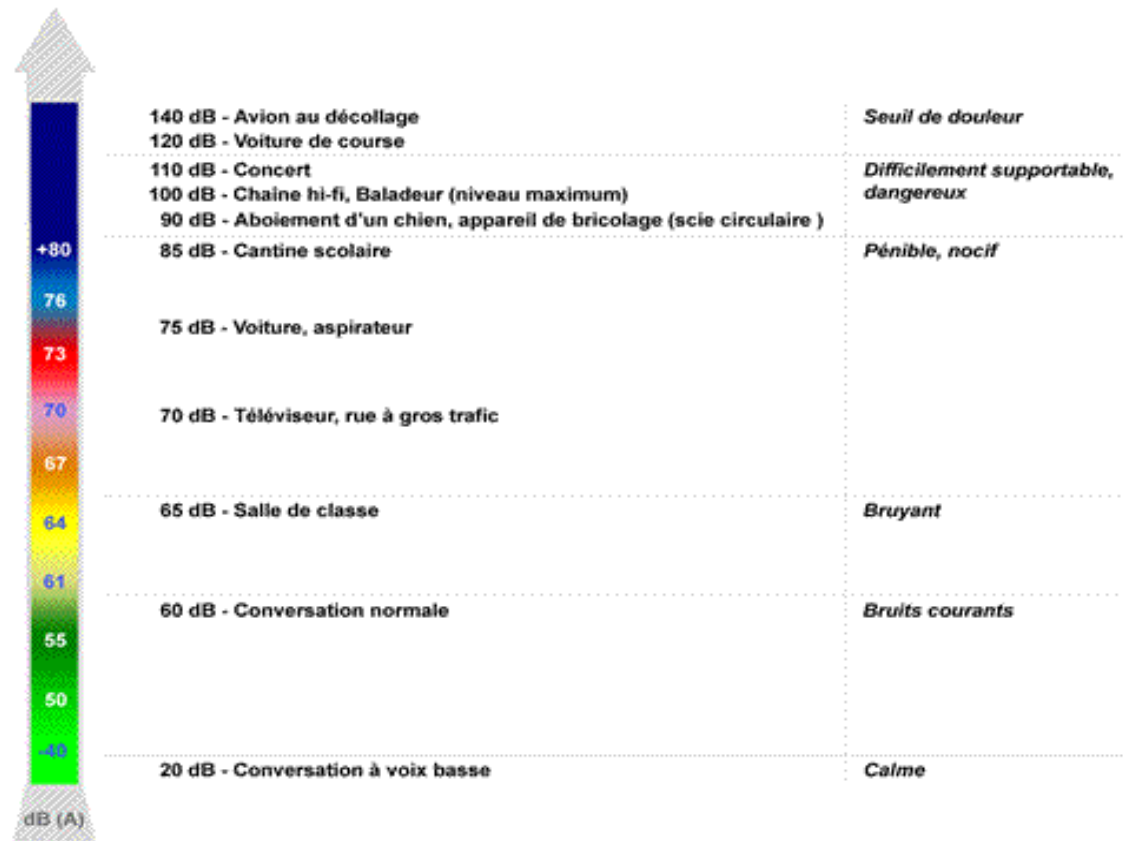 140 dB - Avion au décollage
Seuil de douleur
120 dB - Voiture de course
110 dB - Concert
Difficilement supportable,
dangereux
100 dB - Chaîne hi-fi, Baladeur (niveau maximum)
90 dB - Aboiement d'un chien, appareil de bricolage (scie circulaire )
+80
85 dB - Cantine scolaire
Pénible, nocif
76
75 dB - Voiture, aspirateur
73
70
70 dB - Téléviseur, rue à gros trafic
67
65 dB - Salle de classe
Bruyant
64
61
60 dB - Conversation normale
Bruits courants
55
50
-40
20 dB - Conversation à voix basse
Calme
dB (A)